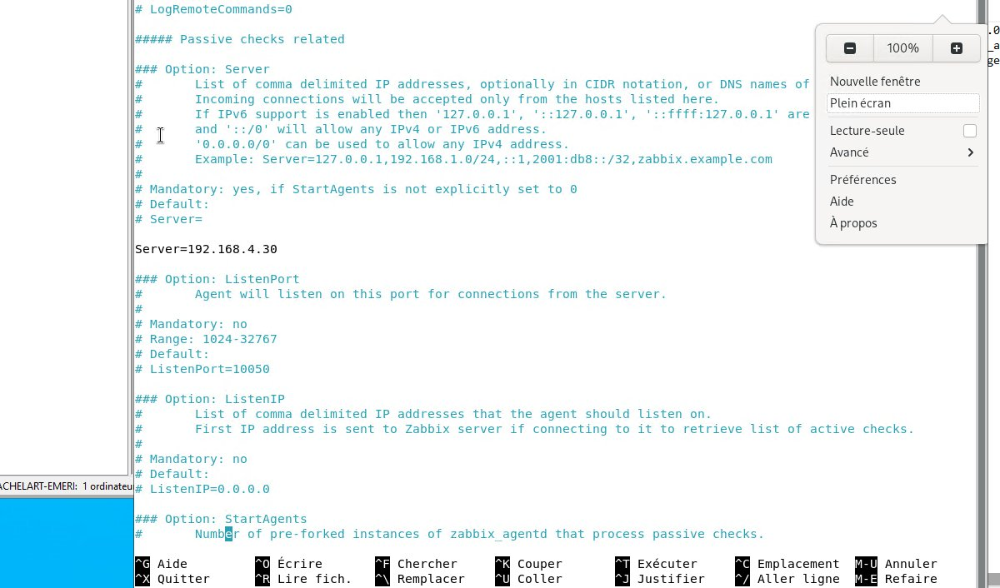 # LogRemoteCommands=0
##### Passive checks related
### Option: Server
#       List of comma delimited IP addresses, optionally in CIDR notation, or DNS names of
#       Incoming connections will be accepted only from the hosts listed here.
#       If IPv6 support is enabled then '127.0.0.1', '::127.0.0.1', '::ffff:127.0.0.1' are
#       and '::/0' will allow any IPv4 or IPv6 address.
#       '0.0.0.0/0' can be used to allow any IPv4 address.
#       Example: Server=127.0.0.1,192.168.1.0/24,::1,2001:db8::/32,zabbix.example.com
#
# Mandatory: yes, if StartAgents is not explicitly set to 0
# Default:
# Server=
Server=192.168.4.30
### Option: ListenPort
#       Agent will listen on this port for connections from the server.
#
# Mandatory: no
# Range: 1024-32767
# Default:
# ListenPort=10050
### Option: ListenIP
#       List of comma delimited IP addresses that the agent should listen on.
#       First IP address is sent to Zabbix server if connecting to it to retrieve list of active checks.
#
# Mandatory: no
# Default:
# ListenIP=0.0.0.0
### Option: StartAgents
#       Number of pre-forked instances of zabbix_agentd that process passive checks.
^G Aide ^O Écrire ^F Chercher ^K Couper ^T Exécuter ^C Emplacement M-U Annuler
^X Quitter ^R Lire fich. ^\ Remplacer ^U Coller ^J Justifier ^/ Aller ligne M-E Refaire
100%
Nouvelle fenêtre
Plein écran
Lecture-seule
Avancé
Préférences
Aide
À propos
.0
_a
ge
ACHELART-EMERI: 1 ordinateu